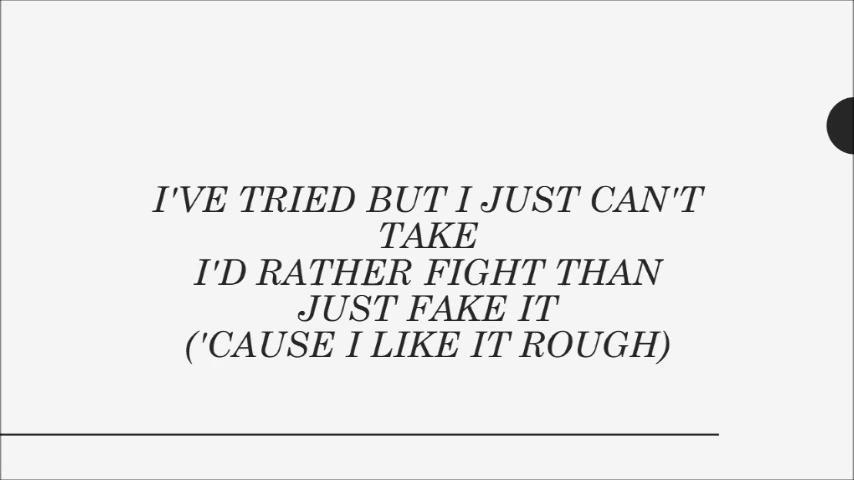 I'VE TRIED BUT I JUST CAN'T
TAKE
I'D RATHER FIGHT THAN
JUST FAKE IT
('CAUSE I LIKE IT ROUGH)